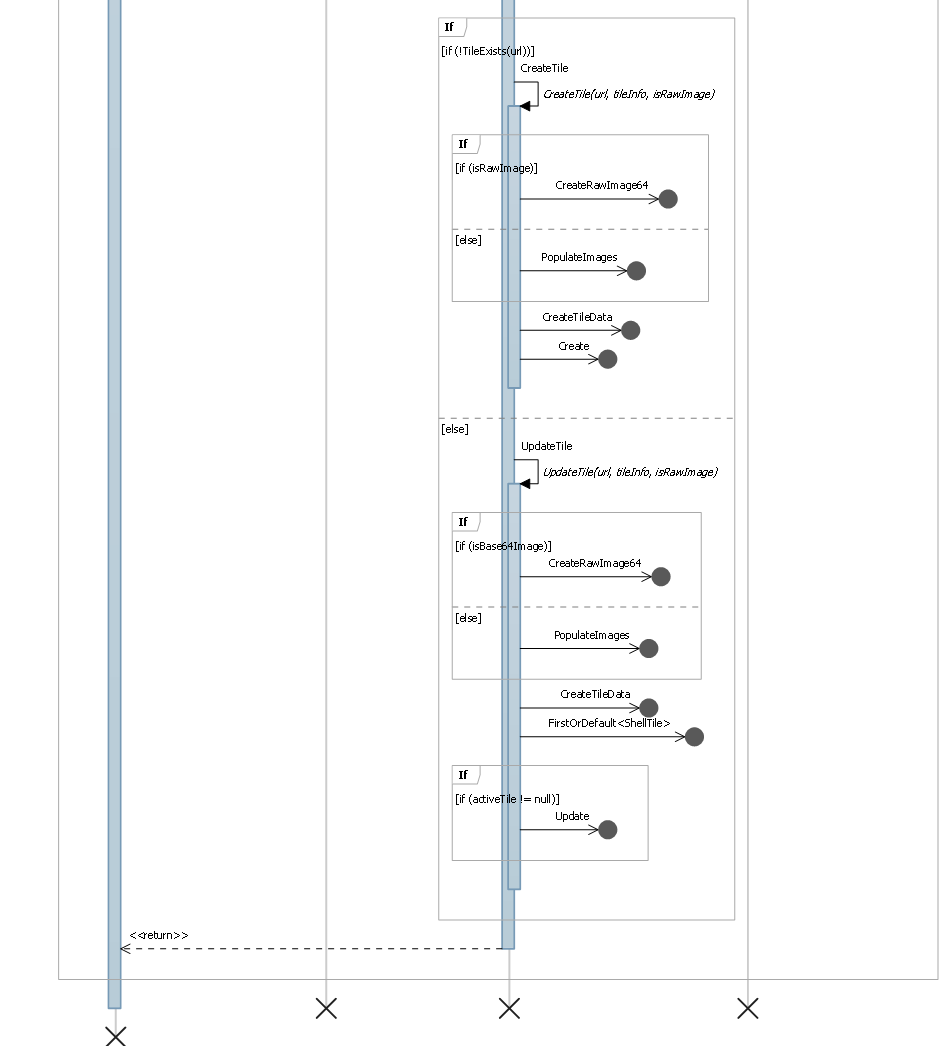 If
[if (!TileExists(url))]
CreateTile
CreateTile(url, tileInfo, isRawImage)
If
[if (isRawImage)]
CreateRawImage64
[else]
PopulateImages
CreateTileData
Create
[else]
UpdateTile
UpdateTile(url, tileInfo, isRawImage)
If
[if (isBase64Image)]
CreateRawImage64
[else]
PopulateImages
CreateTileData
FirstOrDefault<ShellTile>
If
[if (activeTile != null)]
Update
<<return>>